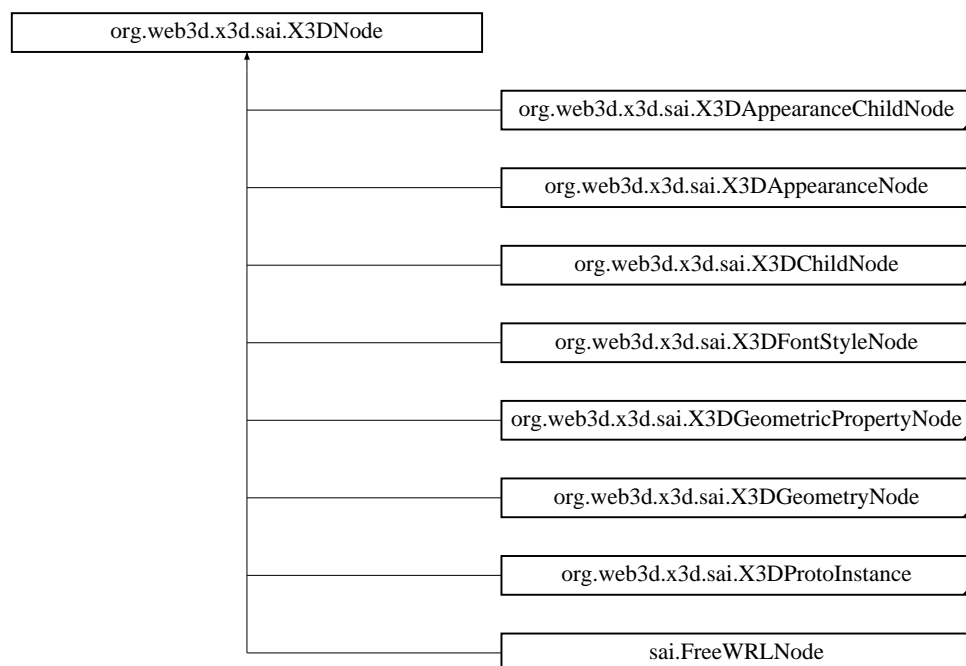 org.web3d.x3d.sai.X3DNode
org.web3d.x3d.sai.X3DAppearanceChildNode
org.web3d.x3d.sai.X3DAppearanceNode
org.web3d.x3d.sai.X3DChildNode
org.web3d.x3d.sai.X3DFontStyleNode
org.web3d.x3d.sai.X3DGeometricPropertyNode
org.web3d.x3d.sai.X3DGeometryNode
org.web3d.x3d.sai.X3DProtoInstance
sai.FreeWRLNode